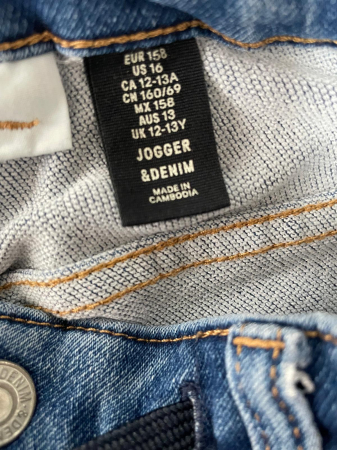 EUR 158
US 16
CA 12-13A
CN 160/69
MX 158
AUS 13
UK 12-13Y
JOGGER
&DENIM
MADE IN
CAMBODIA